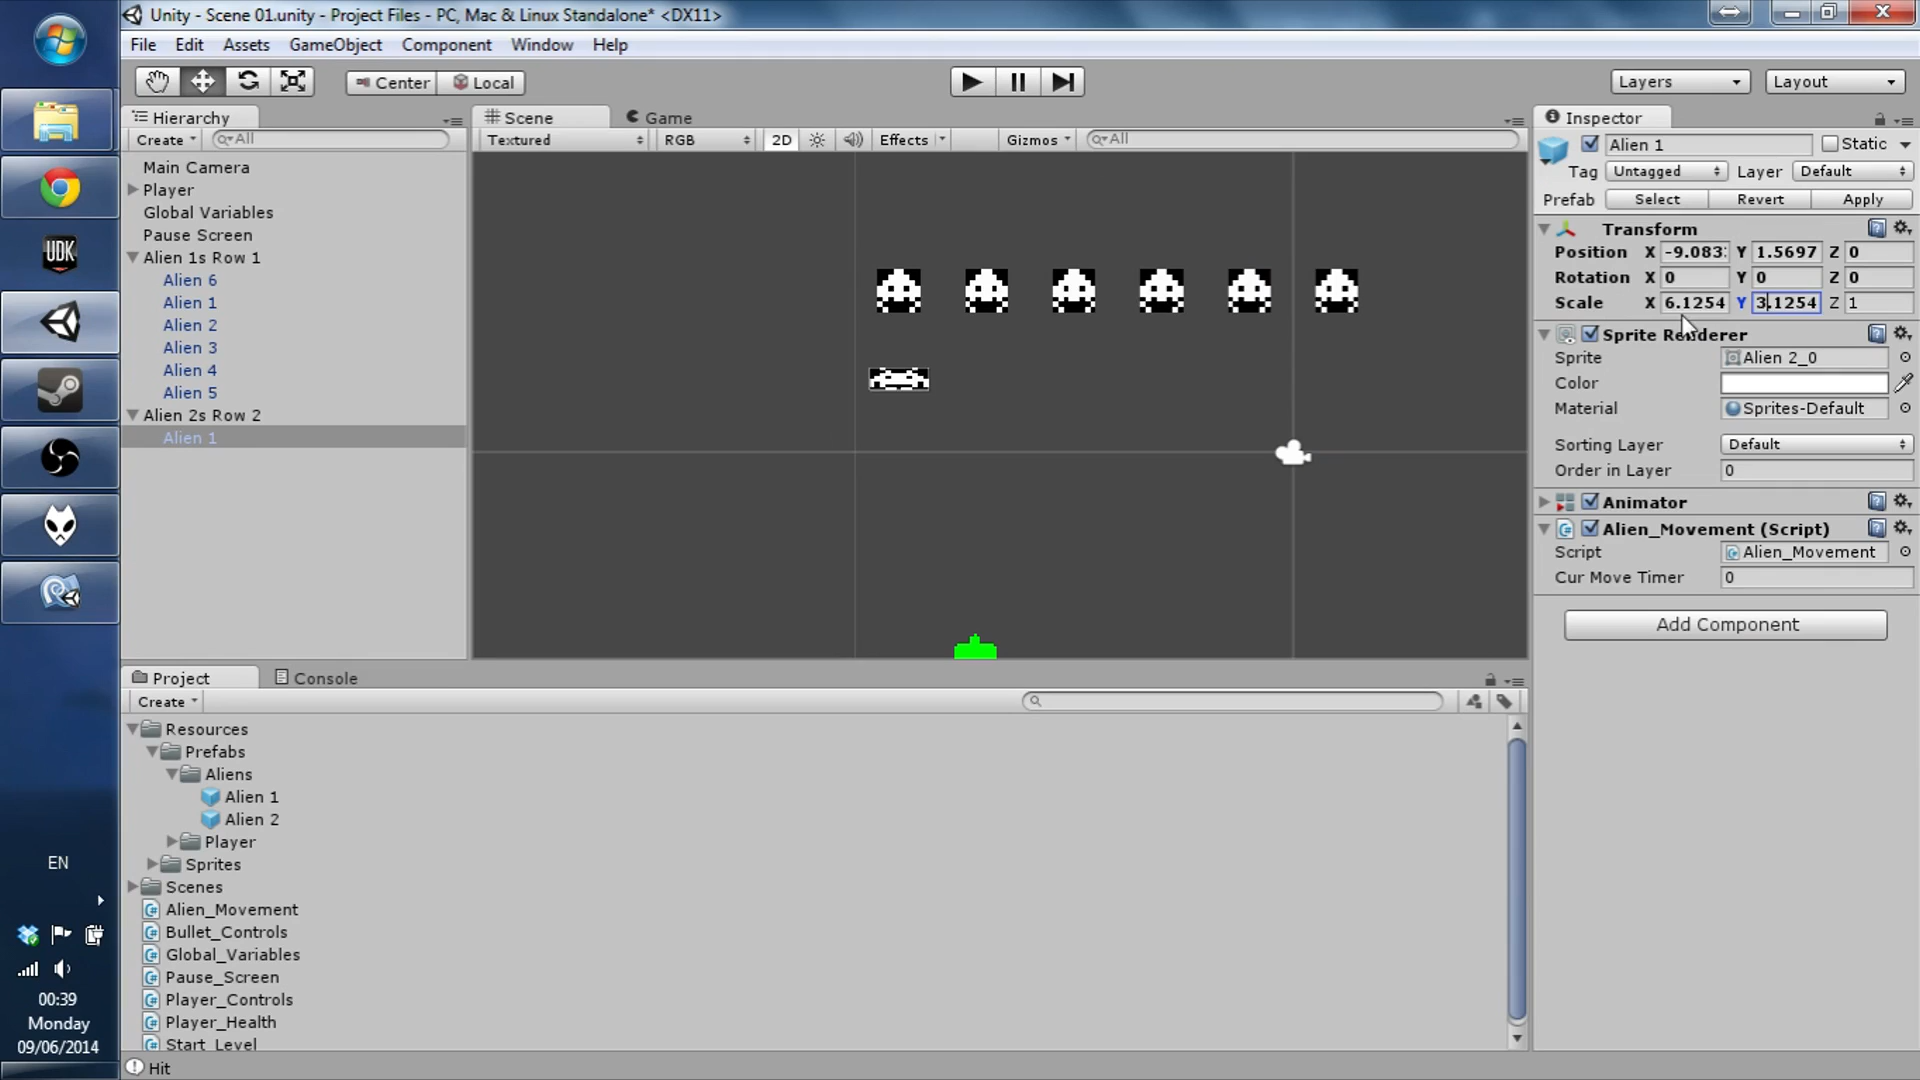 Unity - Scene 01.unity - Project Files - PC, Mac & Linux Standalone* <DX11>
File Edit Assets GameObject Component Window Help
Center Local
Layers Layout
Hierarchy
Create All
Main Camera
Player
Global Variables
Pause Screen
Alien 1s Row 1
Alien 6
Alien 1
Alien 2
Alien 3
Alien 4
Alien 5
Alien 2s Row 2
Alien 1
Scene Game
Textured RGB 2D Effects Gizmos All
Inspector
Alien 1 Static
Tag Untagged Layer Default
Prefab Select Revert Apply
Transform
Position X -9.083 Y 1.5697 Z 0
Rotation X 0 Y 0 Z 0
Scale X 6.1254 Y 3.1254 Z 1
Sprite Renderer
Sprite Alien 2_0
Color
Material Sprites-Default
Sorting Layer Default
Order in Layer 0
Animator
Alien_Movement (Script)
Script Alien_Movement
Cur Move Timer 0
Add Component
Project Console
Create
Resources
Prefabs
Aliens
Alien 1
Alien 2
Player
Sprites
Scenes
Alien_Movement
Bullet_Controls
Global_Variables
Pause_Screen
Player_Controls
Player_Health
Start_Level
Hit
UDK
EN
00:39
Monday
09/06/2014